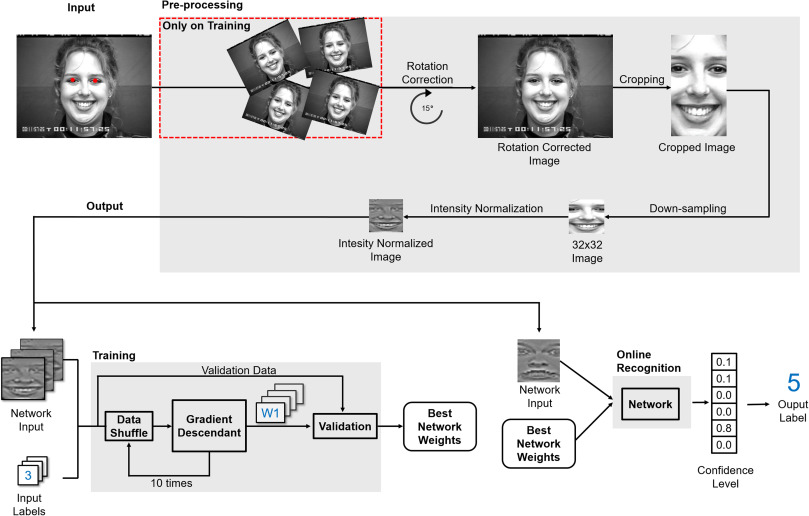 Input
Pre-processing
Only on Training
Rotation
Correction
15°
Cropping
Rotation Corrected
Image
Cropped Image
Output
Intensity Normalization
Down-sampling
Intesity Normalized
Image
32x32
Image
Training
Validation Data
Network
Input
Data
Shuffle
Gradient
Descendant
W1
Validation
Best
Network
Weights
10 times
3
Input
Labels
Network
Input
Online
Recognition
Network
Best
Network
Weights
0.1
0.1
0.0
0.0
0.8
0.0
Confidence
Level
5
Ouput
Label